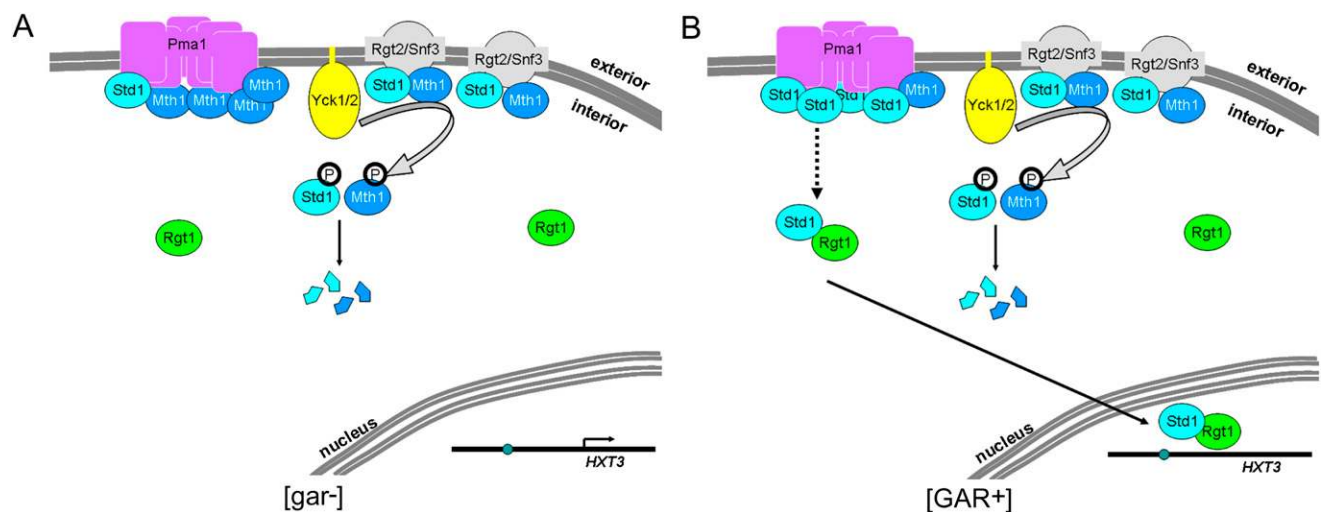 A
Pma1
Rgt2/Snf3
Rgt2/Snf3
Std1
Mth1
Mth1
Mth1
Mth1
Yck1/2
Std1
Mth1
Std1
Mth1
exterior
interior
P
P
Std1
Mth1
Rgt1
Rgt1
nucleus
HXT3
[gar-]
B
Pma1
Rgt2/Snf3
Rgt2/Snf3
Std1
Std1
Std
Std1
Mth1
Yck1/2
Std1
Mth1
Std1
Mth1
exterior
interior
P
P
Std1
Mth1
Std1
Rgt1
Rgt1
nucleus
Std1
Rgt1
HXT3
[GAR+]